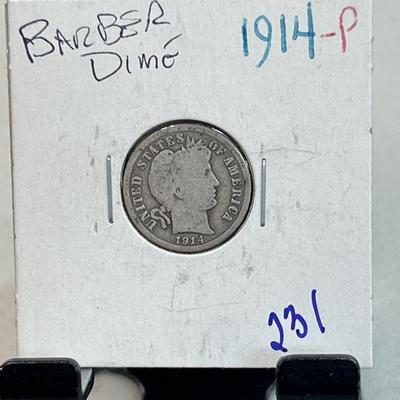 BARBER DIME
1914-P
UNITED STATES OF AMERICA
1914
231